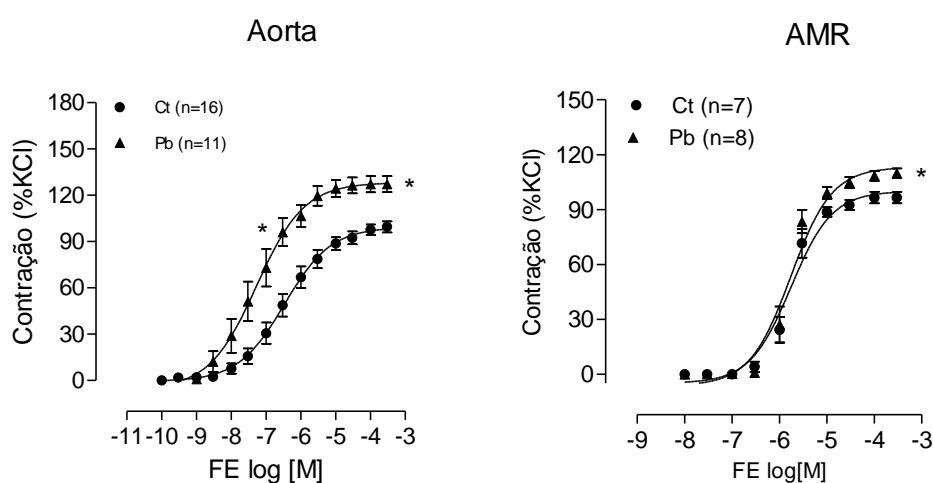 Aorta
180
150
120
90
60
30
0
Contração (%KCl)
Ct (n=16)
Pb (n=11)
*
*
-11 -10 -9 -8 -7 -6 -5 -4 -3
FE log [M]
AMR
150
120
90
60
30
0
Contração (%KCl)
Ct (n=7)
Pb (n=8)
*
-9 -8 -7 -6 -5 -4 -3
FE log[M]